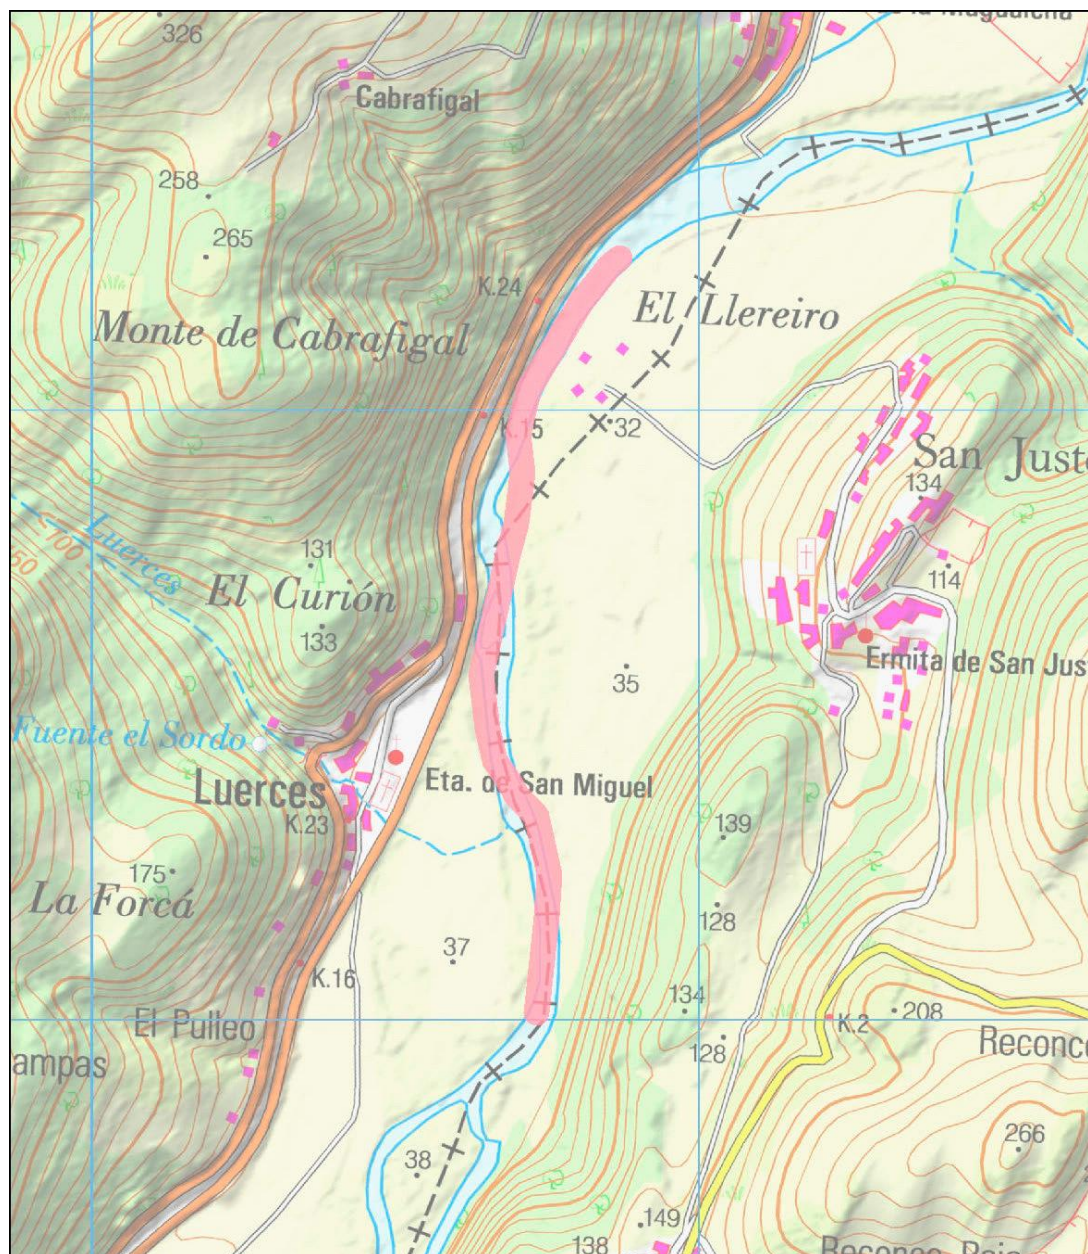 326
Cabrafigal
258
265
K.24
El Llereiro
Monte de Cabrafigal
K.15
32
San Juste
134
Luerces
700
131
114
El Curión
133
Ermita de San Jus
35
Fuente el Sordo
Luerces
Eta. de San Miguel
K.23
139
175
La Forcá
128
37
K.16
134
El Pulleo
208
K.2
128
Reconco
ampas
266
38
149
138